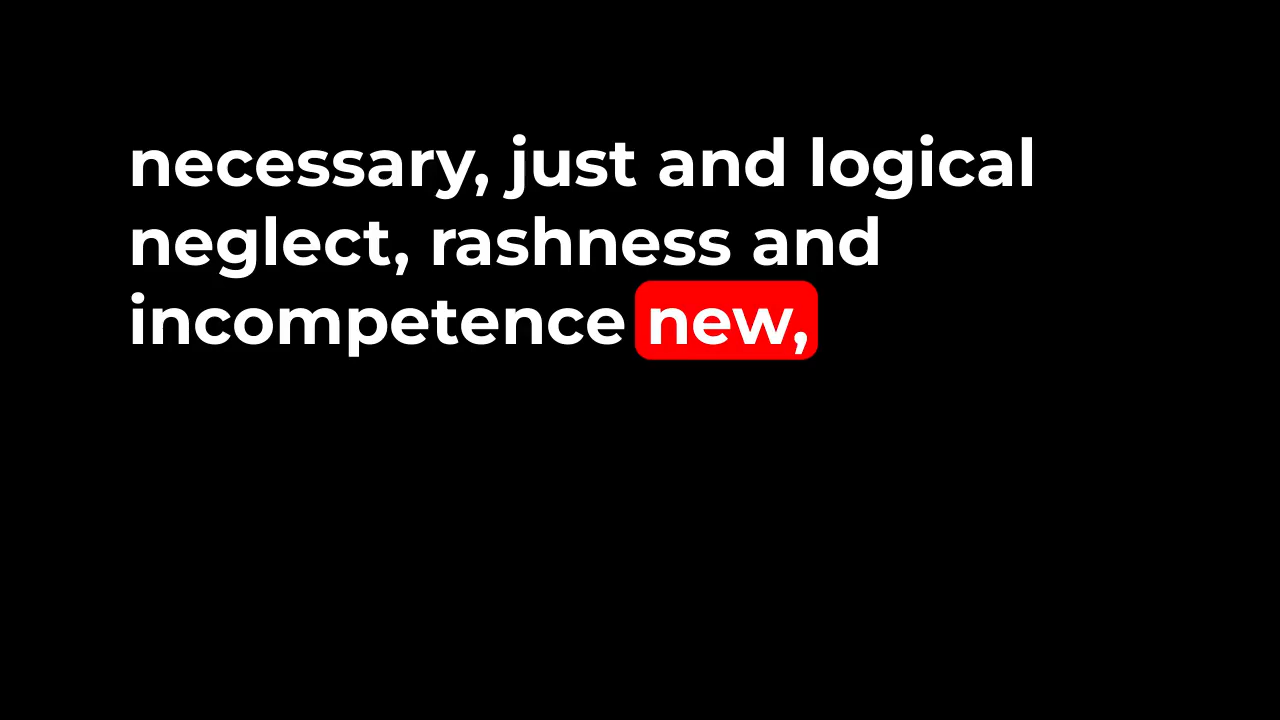 necessary, just and logical
neglect, rashness and
incompetence new,